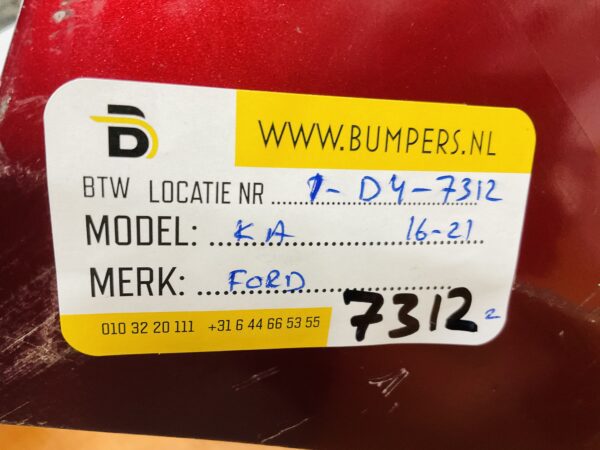 B
WWW.BUMPERS.NL
BTW LOCATIE NR 1-D4-7312
MODEL: KA 16-21
MERK: FORD
010 32 20 111 +31 6 44 66 53 55 7312 2